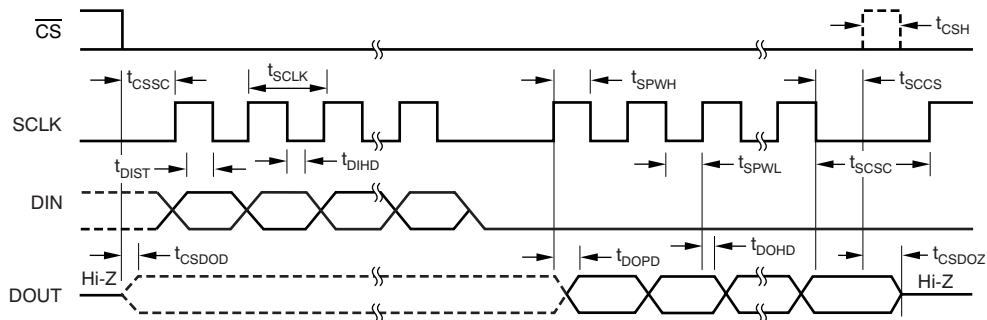 CS
tCSH
tCSSC
tSCLK
tSPWH
tSCCS
SCLK
tDIST
tDIHD
tSPWL
tSCSC
DIN
tCSDOD
tDOPD
tDOHD
tCSDOZ
Hi-Z
Hi-Z
DOUT